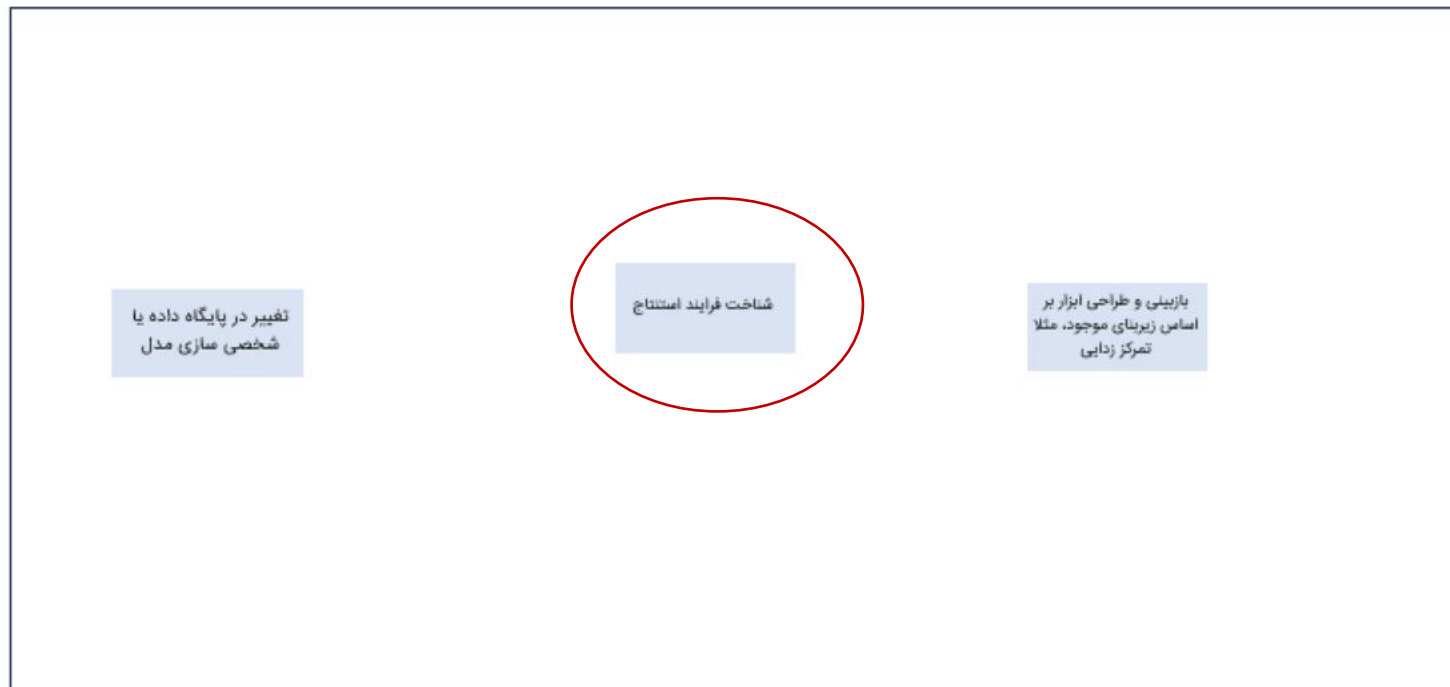 بازبینی و طراحی ابزار بر
اساس زیربنای موجود، مثلا
تمرکز زدایی
شناخت فرایند استنتاج
تغییر در پایگاه داده یا
شخصی سازی مدل